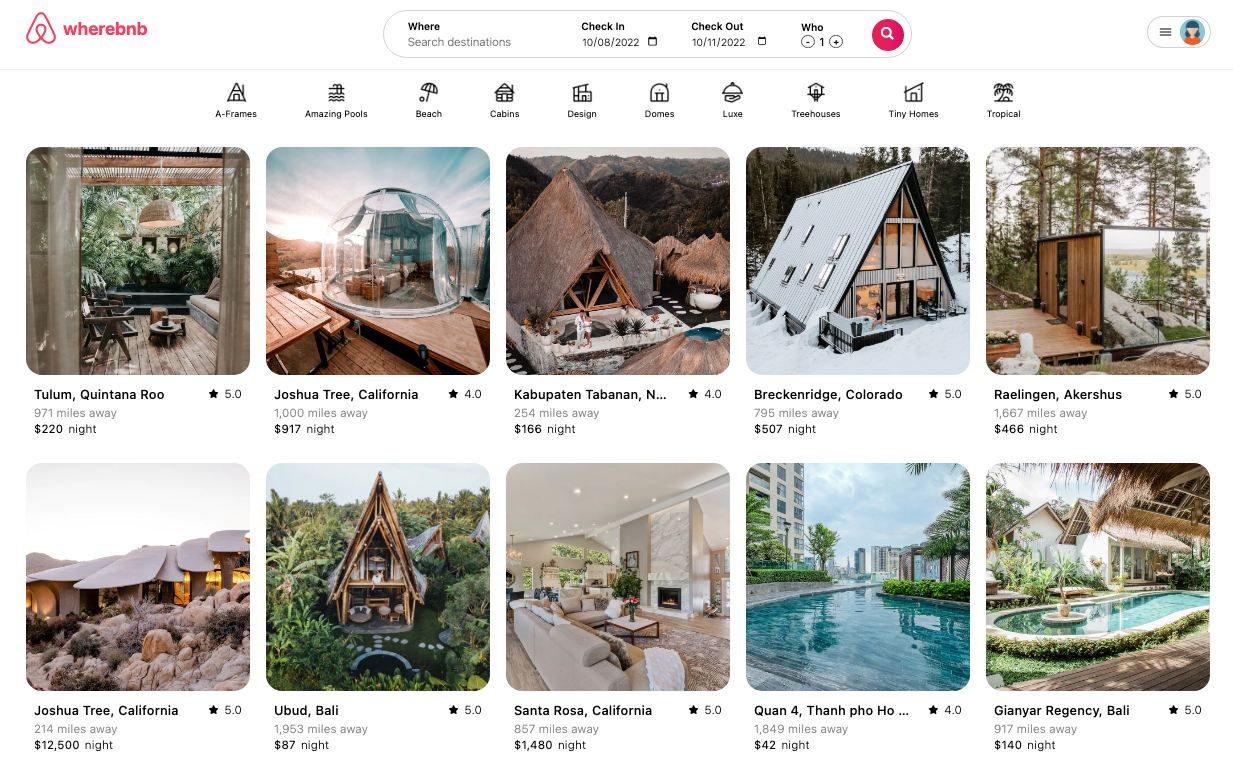 wherebnb
Where
Search destinations
Check In
10/08/2022
Check Out
10/11/2022
Who
- 1 +
A-Frames
Amazing Pools
Beach
Cabins
Design
Domes
Luxe
Treehouses
Tiny Homes
Tropical
Tulum, Quintana Roo 5.0
971 miles away
$220 night
Joshua Tree, California 4.0
1,000 miles away
$917 night
Kabupaten Tabanan, N... 4.0
254 miles away
$166 night
Breckenridge, Colorado 5.0
795 miles away
$507 night
Raelingen, Akershus 5.0
1,667 miles away
$466 night
Joshua Tree, California 5.0
214 miles away
$12,500 night
Ubud, Bali 5.0
1,953 miles away
$87 night
Santa Rosa, California 5.0
857 miles away
$1,480 night
Quan 4, Thanh pho Ho ... 4.0
1,849 miles away
$42 night
Gianyar Regency, Bali 5.0
917 miles away
$140 night